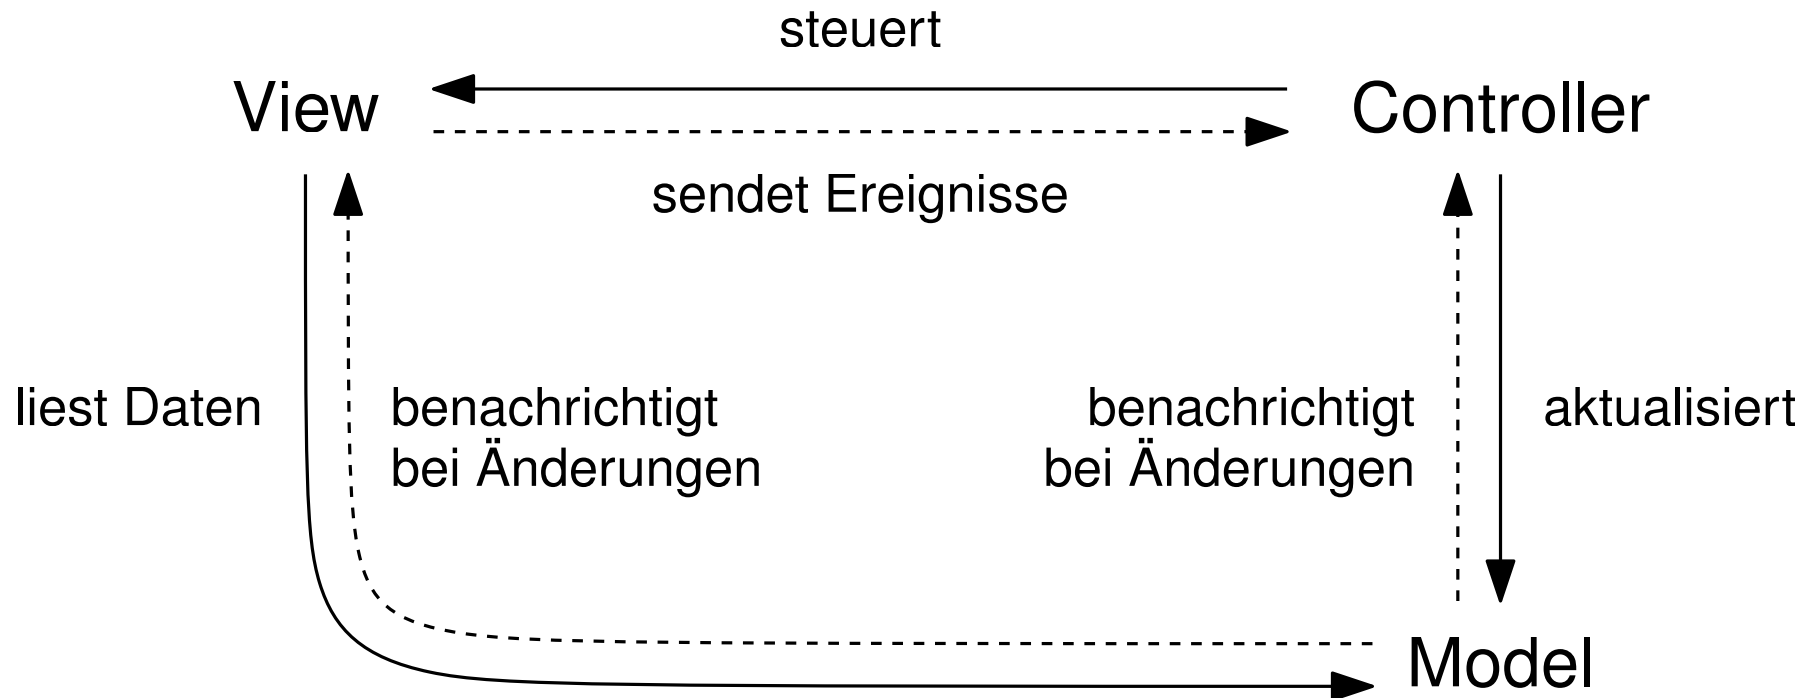 steuert
View
Controller
sendet Ereignisse
liest Daten
benachrichtigt
bei Änderungen
benachrichtigt
bei Änderungen
aktualisiert
Model